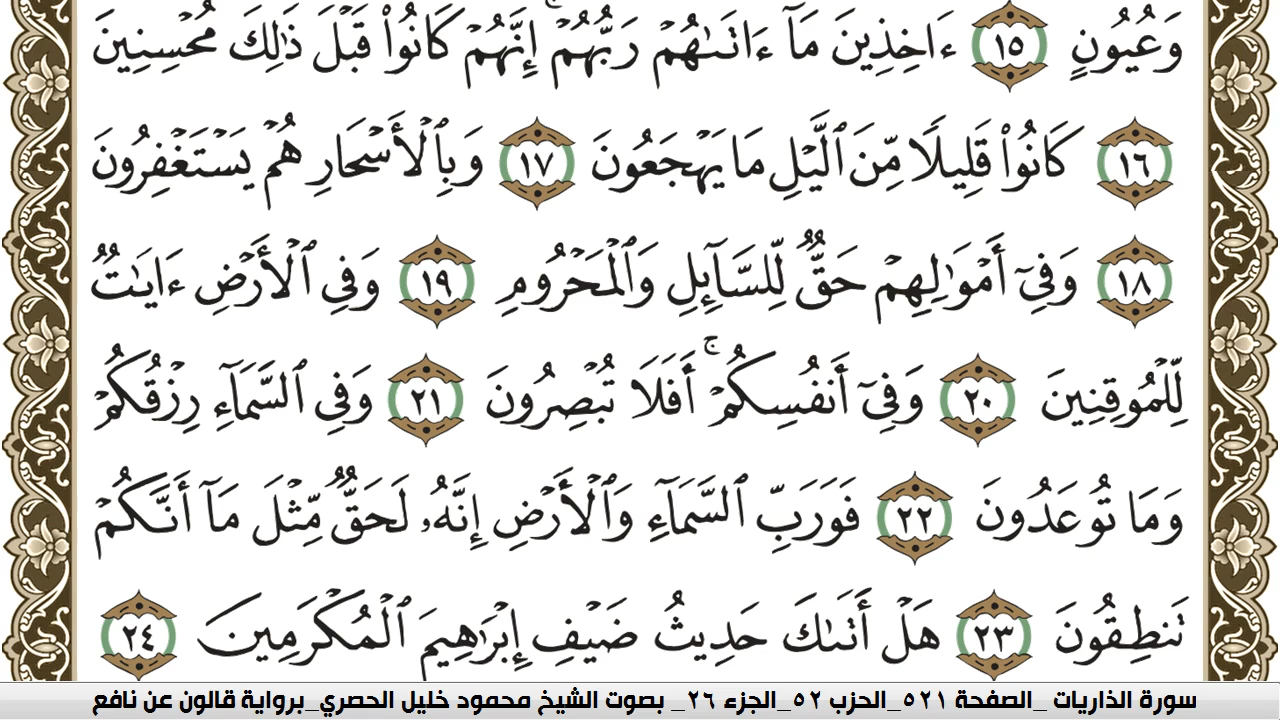 وَعُيُونٍ ١٥ ءَاخِذِينَ مَآ ءَاتَىٰهُمْ رَبُّهُمْ ۚ إِنَّهُمْ كَانُوا۟ قَبْلَ ذَٰلِكَ مُحْسِنِينَ
١٦ كَانُوا۟ قَلِيلًا مِّنَ ٱلَّيْلِ مَا يَهْجَعُونَ ١٧ وَبِٱلْأَسْحَارِ هُمْ يَسْتَغْفِرُونَ
١٨ وَفِىٓ أَمْوَٰلِهِمْ حَقٌّ لِّلسَّآئِلِ وَٱلْمَحْرُومِ ١٩ وَفِى ٱلْأَرْضِ ءَايَٰتٌ
لِّلْمُوقِنِينَ ٢٠ وَفِىٓ أَنفُسِكُمْ ۚ أَفَلَا تُبْصِرُونَ ٢١ وَفِى ٱلسَّمَآءِ رِزْقُكُمْ
وَمَا تُوعَدُونَ ٢٢ فَوَرَبِّ ٱلسَّمَآءِ وَٱلْأَرْضِ إِنَّهُۥ لَحَقٌّ مِّثْلَ مَآ أَنَّكُمْ
تَنطِقُونَ ٢٣ هَلْ أَتَىٰكَ حَدِيثُ ضَيْفِ إِبْرَٰهِيمَ ٱلْمُكْرَمِينَ ٢٤
سورة الذاريات _الصفحة ٥٢١_الحزب ٥٢_الجزء ٢٦_ بصوت الشيخ محمود خليل الحصري_برواية قالون عن نافع